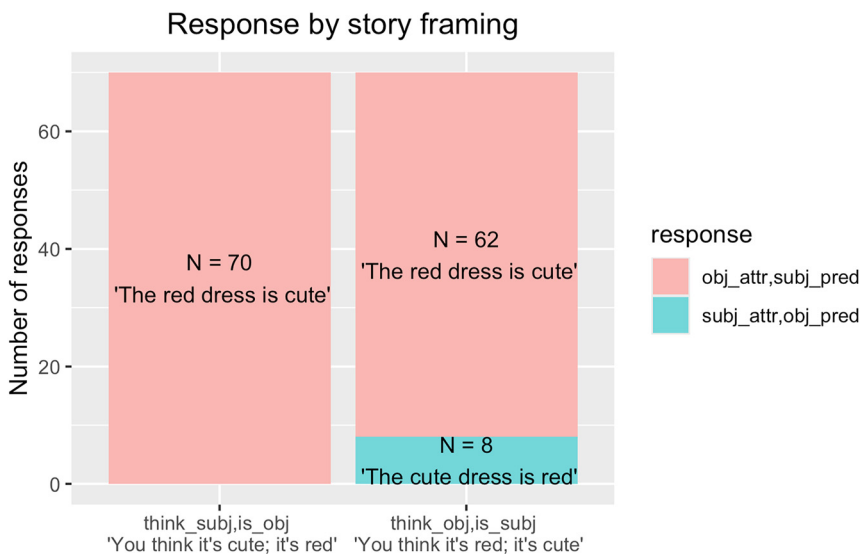 Response by story framing
Number of responses
60
40
20
0
N = 70
'The red dress is cute'
N = 62
'The red dress is cute'
N = 8
'The cute dress is red'
think_subj,is_obj
'You think it's cute; it's red'
think_obj,is_subj
'You think it's red; it's cute'
response
obj_attr,subj_pred
subj_attr,obj_pred